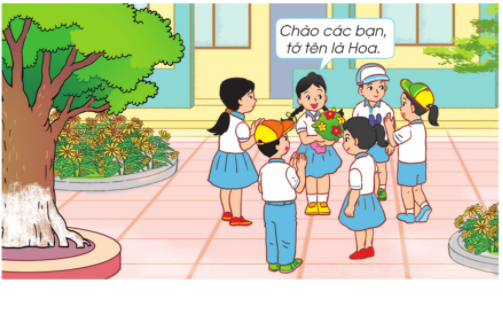 Chào các bạn,
tớ tên là Hoa.